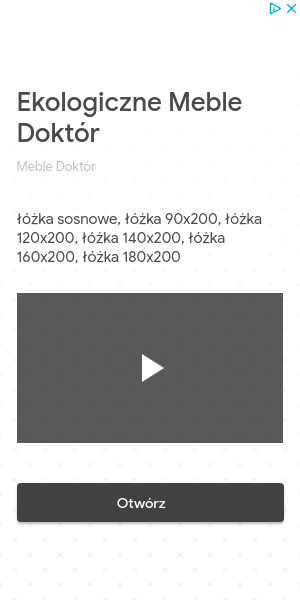 Ekologiczne Meble
Doktór
Meble Doktór
łóżka sosnowe, łóżka 90x200, łóżka
120x200, łóżka 140x200, łóżka
160x200, łóżka 180x200
Otwórz